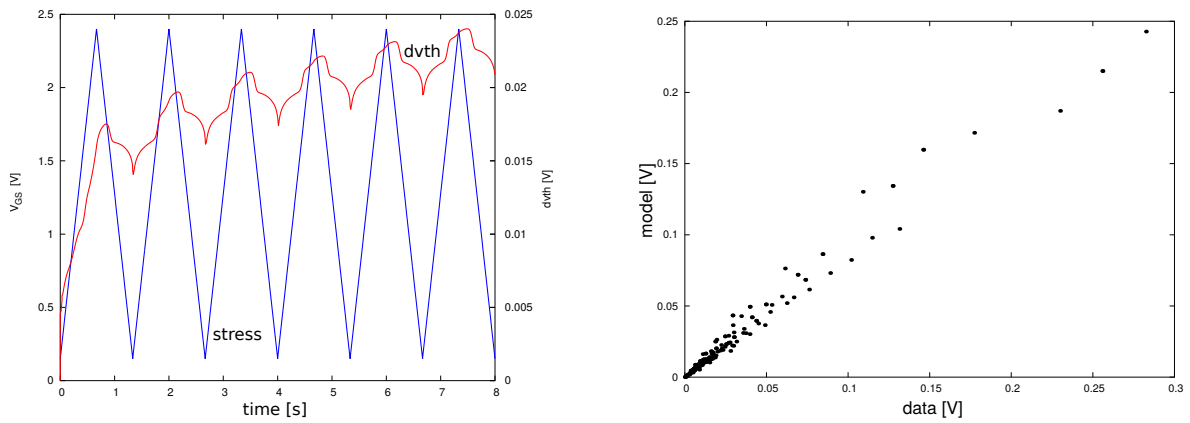 2.5
2
1.5
1
0.5
0
V_GS [V]
0.025
0.02
0.015
0.01
0.005
0
dvth [V]
dvth
stress
0 1 2 3 4 5 6 7 8
time [s]
0.25
0.2
0.15
0.1
0.05
0
model [V]
0 0.05 0.1 0.15 0.2 0.25 0.3
data [V]